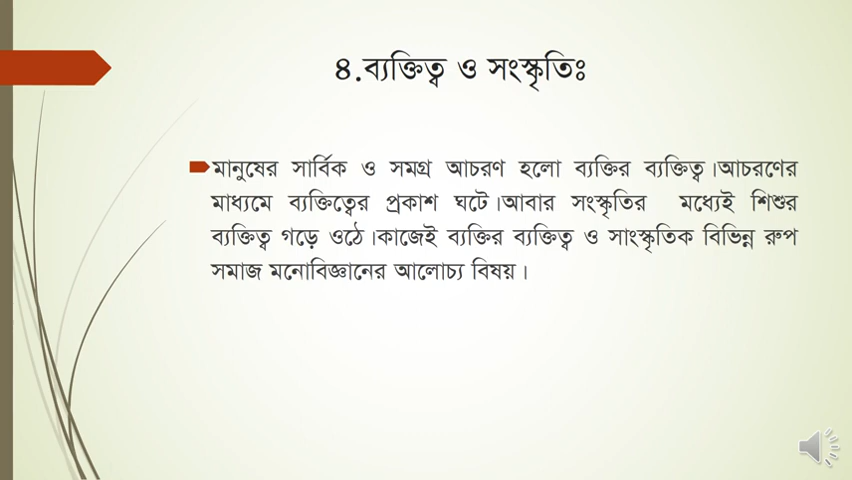 ৪.ব্যক্তিত্ব ও সংস্কৃতিঃ
মানুষের সার্বিক ও সমগ্র আচরণ হলো ব্যক্তির ব্যক্তিত্ব।আচরণের
মাধ্যমে ব্যক্তিত্বের প্রকাশ ঘটে।আবার সংস্কৃতির মধ্যেই শিশুর
ব্যক্তিত্ব গড়ে ওঠে।কাজেই ব্যক্তির ব্যক্তিত্ব ও সাংস্কৃতিক বিভিন্ন রুপ
সমাজ মনোবিজ্ঞানের আলোচ্য বিষয়।